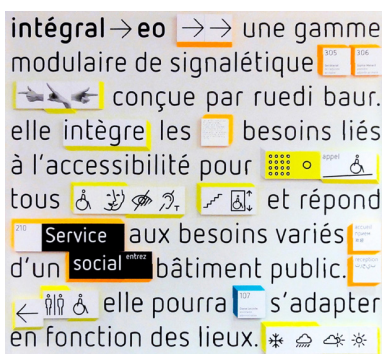 intégral→eo →→ une gamme
modulaire de signalétique 305 306
conçue par ruedi baur.
elle intègre les besoins liés
à l'accessibilité pour appel
tous et répond
210 Service aux besoins variés accueil
d'un social entrez bâtiment public. réception
← elle pourra 107 s'adapter
en fonction des lieux.